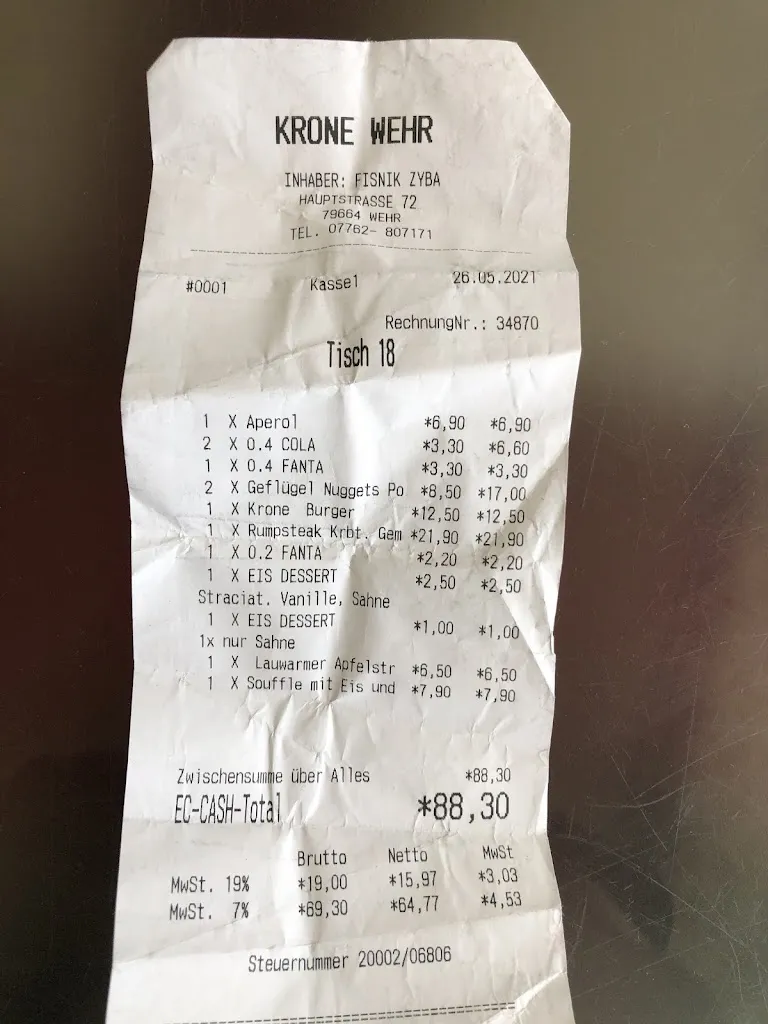 KRONE WEHR
INHABER: FISNIK ZYBA
HAUPTSTRASSE 72
79664 WEHR
TEL. 07762- 807171
#0001 Kasse1 26.05.2021
RechnungNr.: 34870
Tisch 18
1 X Aperol *6,90 *6,90
2 X 0.4 COLA *3,30 *6,60
1 X 0.4 FANTA *3,30 *3,30
2 X Geflügel Nuggets Po *8,50 *17,00
1 X Krone Burger *12,50 *12,50
1 X Rumpsteak Krbt. Gem *21,90 *21,90
1 X 0.2 FANTA *2,20 *2,20
1 X EIS DESSERT *2,50 *2,50
Straciat. Vanille, Sahne
1 X EIS DESSERT *1,00 *1,00
1x nur Sahne
1 X Lauwarmer Apfelstr *6,50 *6,50
1 X Souffle mit Eis und *7,90 *7,90
Zwischensumme über Alles *88,30
EC-CASH-Total *88,30
Brutto Netto MwSt
MwSt. 19% *19,00 *15,97 *3,03
MwSt. 7% *69,30 *64,77 *4,53
Steuernummer 20002/06806